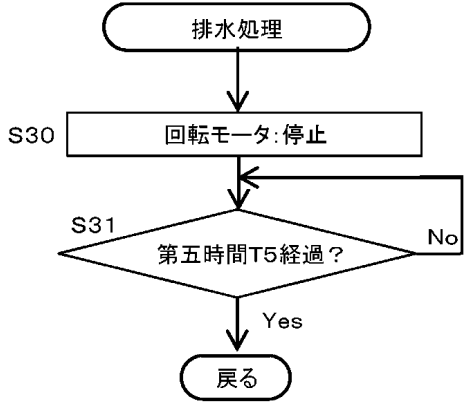 排水処理
S30
回転モータ:停止
S31
第五時間T5経過?
No
Yes
戻る